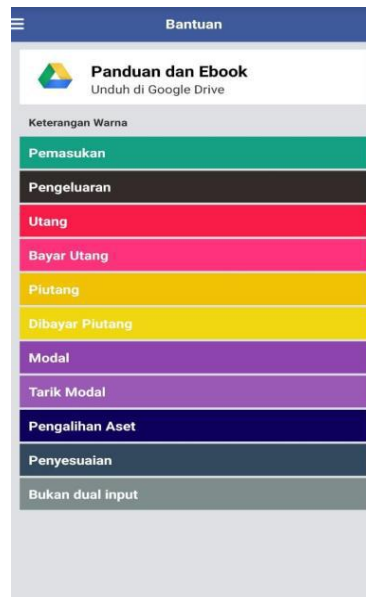 Bantuan
Panduan dan Ebook
Unduh di Google Drive
Keterangan Warna
Pemasukan
Pengeluaran
Utang
Bayar Utang
Piutang
Dibayar Piutang
Modal
Tarik Modal
Pengalihan Aset
Penyesuaian
Bukan dual input